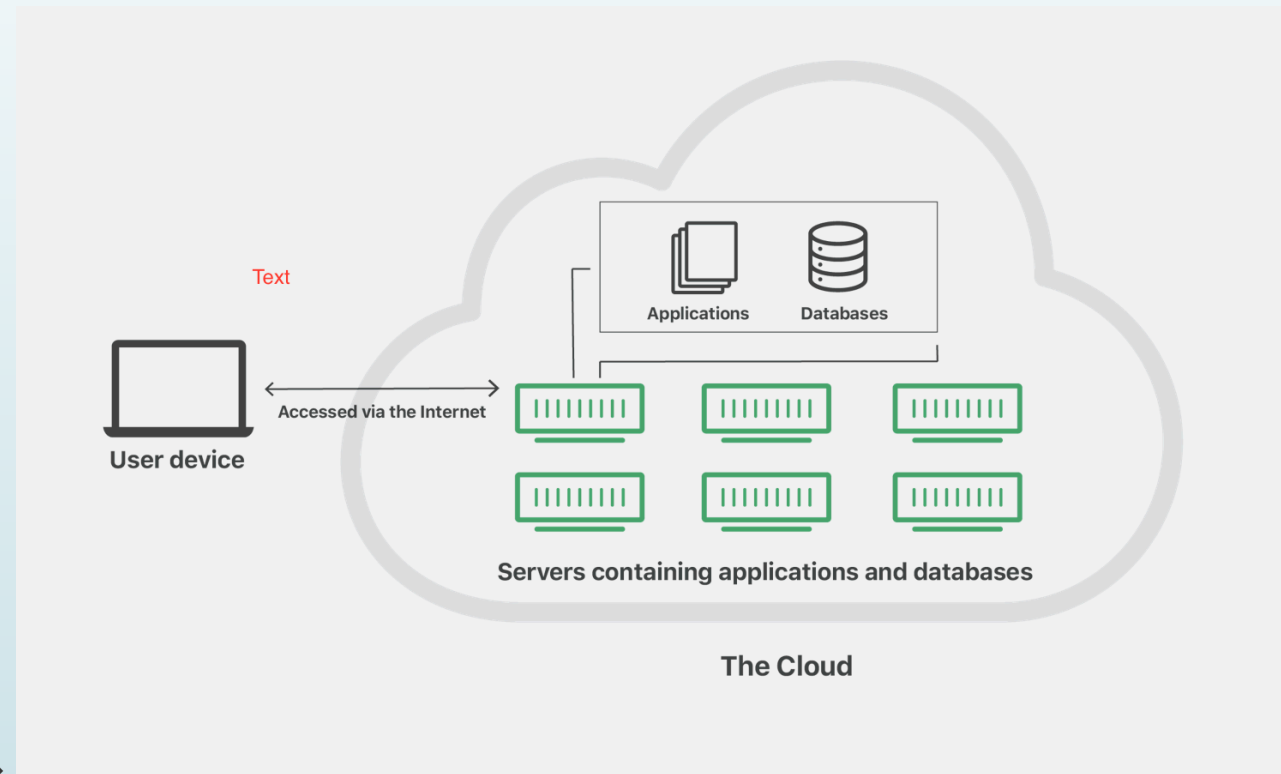 Text
Applications
Databases
Accessed via the Internet
User device
Servers containing applications and databases
The Cloud